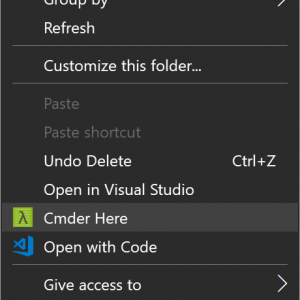 Group by
Refresh
Customize this folder...
Paste
Paste shortcut
Undo Delete Ctrl+Z
Open in Visual Studio
λ Cmder Here
Open with Code
Give access to